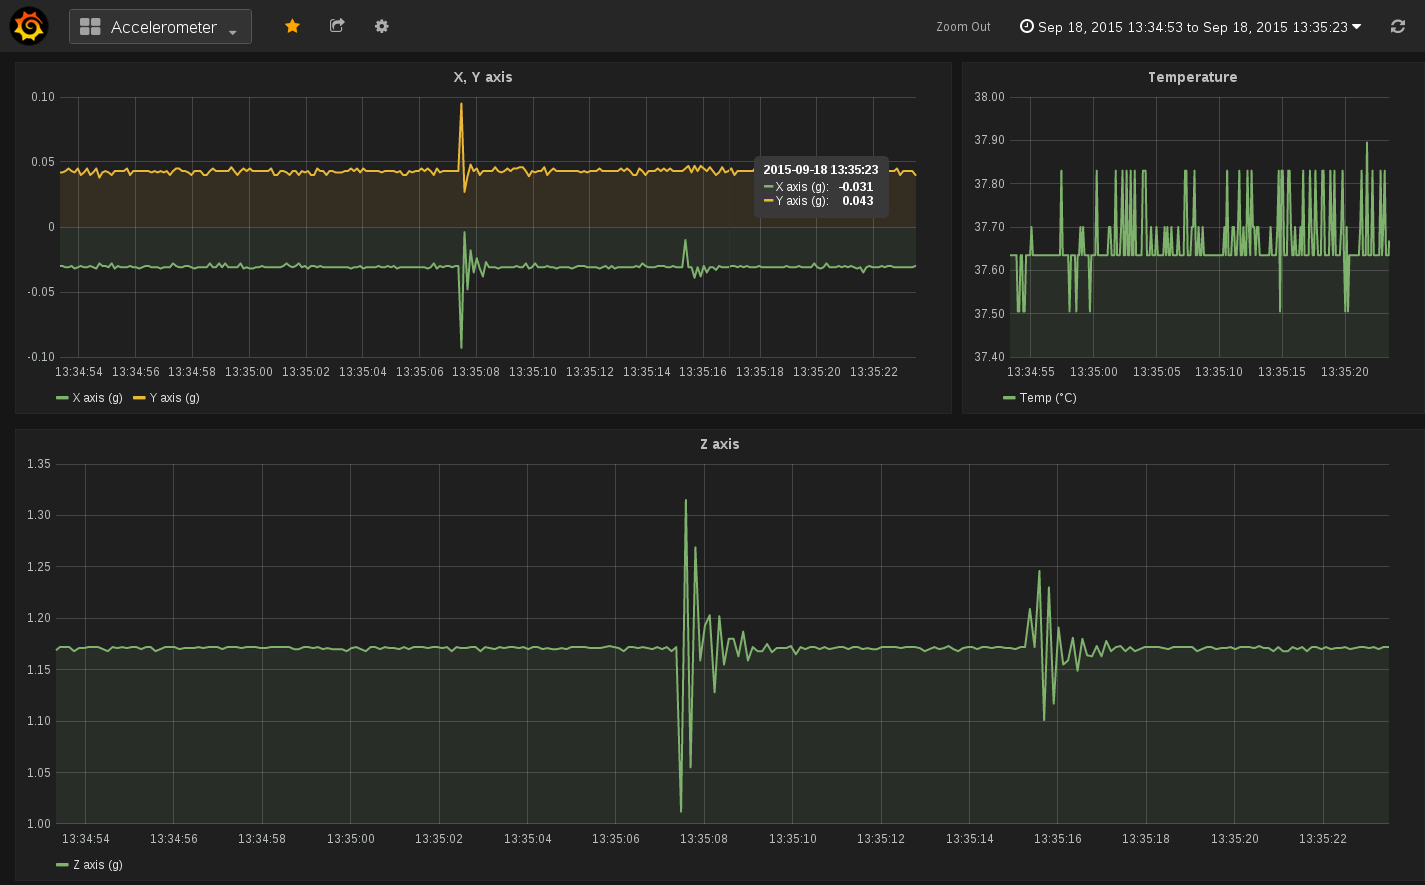 Accelerometer
Zoom Out
Sep 18, 2015 13:34:53 to Sep 18, 2015 13:35:23
X, Y axis
0.10
0.05
0
-0.05
-0.10
13:34:54 13:34:56 13:34:58 13:35:00 13:35:02 13:35:04 13:35:06 13:35:08 13:35:10 13:35:12 13:35:14 13:35:16 13:35:18 13:35:20 13:35:22
2015-09-18 13:35:23
X axis (g): -0.031
Y axis (g): 0.043
X axis (g) Y axis (g)
Temperature
38.00
37.90
37.80
37.70
37.60
37.50
37.40
13:34:55 13:35:00 13:35:05 13:35:10 13:35:15 13:35:20
Temp (°C)
Z axis
1.35
1.30
1.25
1.20
1.15
1.10
1.05
1.00
13:34:54 13:34:56 13:34:58 13:35:00 13:35:02 13:35:04 13:35:06 13:35:08 13:35:10 13:35:12 13:35:14 13:35:16 13:35:18 13:35:20 13:35:22
Z axis (g)